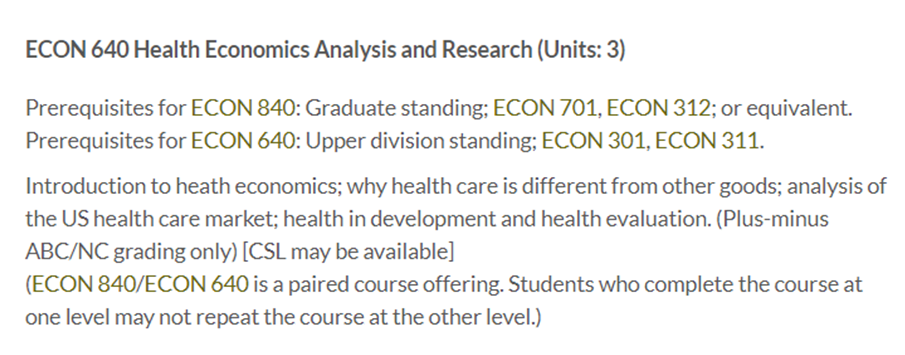 ECON 640 Health Economics Analysis and Research (Units: 3)
Prerequisites for ECON 840: Graduate standing; ECON 701, ECON 312; or equivalent.
Prerequisites for ECON 640: Upper division standing; ECON 301, ECON 311.
Introduction to heath economics; why health care is different from other goods; analysis of
the US health care market; health in development and health evaluation. (Plus-minus
ABC/NC grading only) [CSL may be available]
(ECON 840/ECON 640 is a paired course offering. Students who complete the course at
one level may not repeat the course at the other level.)